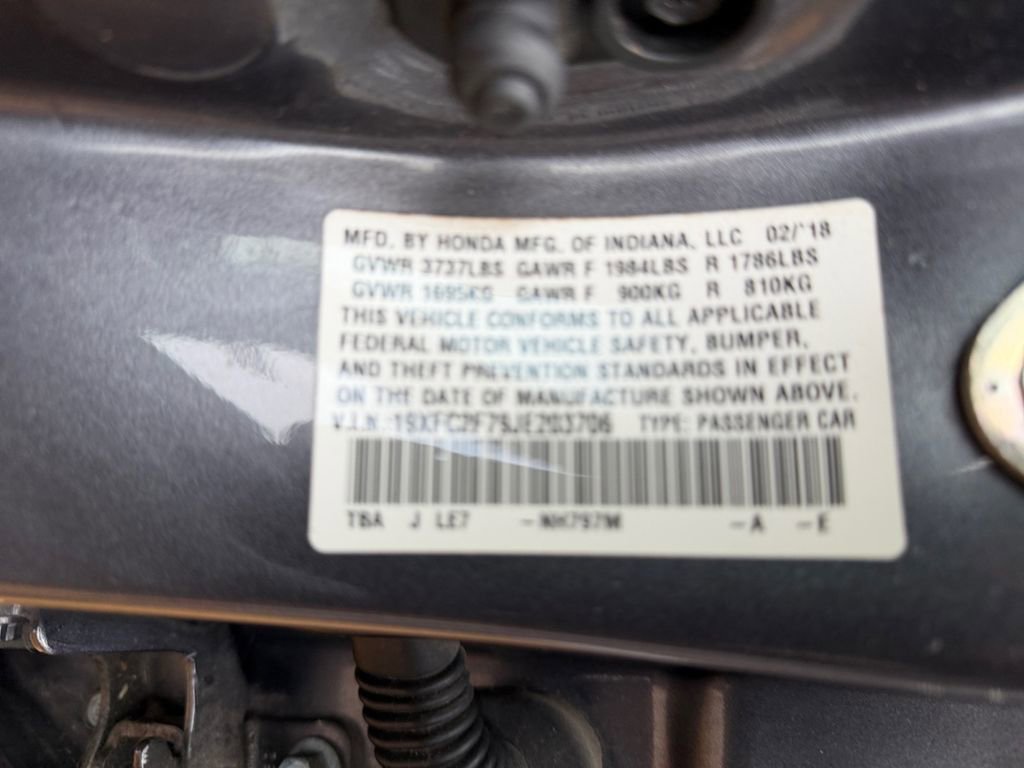 MFD. BY HONDA MFG. OF INDIANA, LLC 02/'18
GVWR 3737LBS GAWR F 1984LBS R 1786LBS
GVWR 1695KG GAWR F 900KG R 810KG
THIS VEHICLE CONFORMS TO ALL APPLICABLE
FEDERAL MOTOR VEHICLE SAFETY, BUMPER,
AND THEFT PREVENTION STANDARDS IN EFFECT
ON THE DATE OF MANUFACTURE SHOWN ABOVE.
V.I.N.: TYPE: PASSENGER CAR
TBA J LE7 -NH797M -A -E